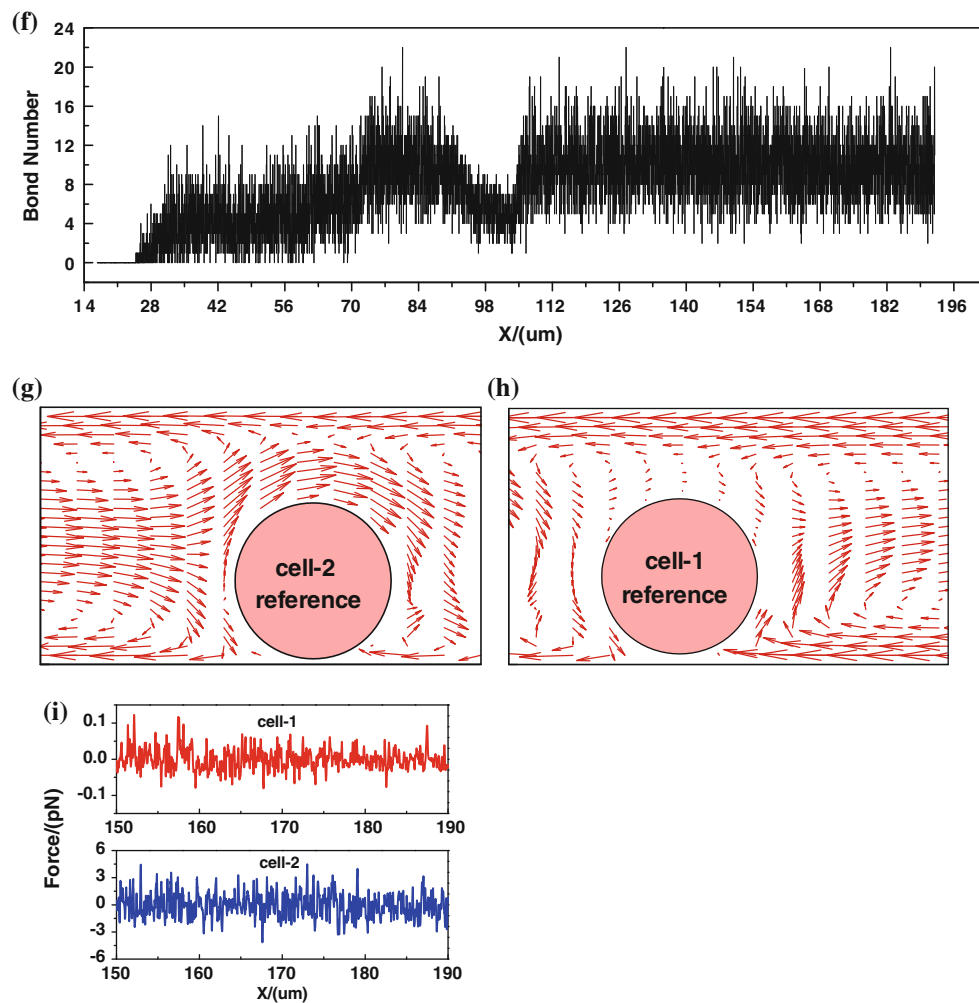 (f)
24
20
16
12
8
4
0
Bond Number
14 28 42 56 70 84 98 112 126 140 154 168 182 196
X/(um)
(g)
cell-2
reference
(h)
cell-1
reference
(i)
cell-1
0.1
0.0
-0.1
150 160 170 180 190
Force/(pN)
cell-2
6
3
0
-3
-6
150 160 170 180 190
X/(um)